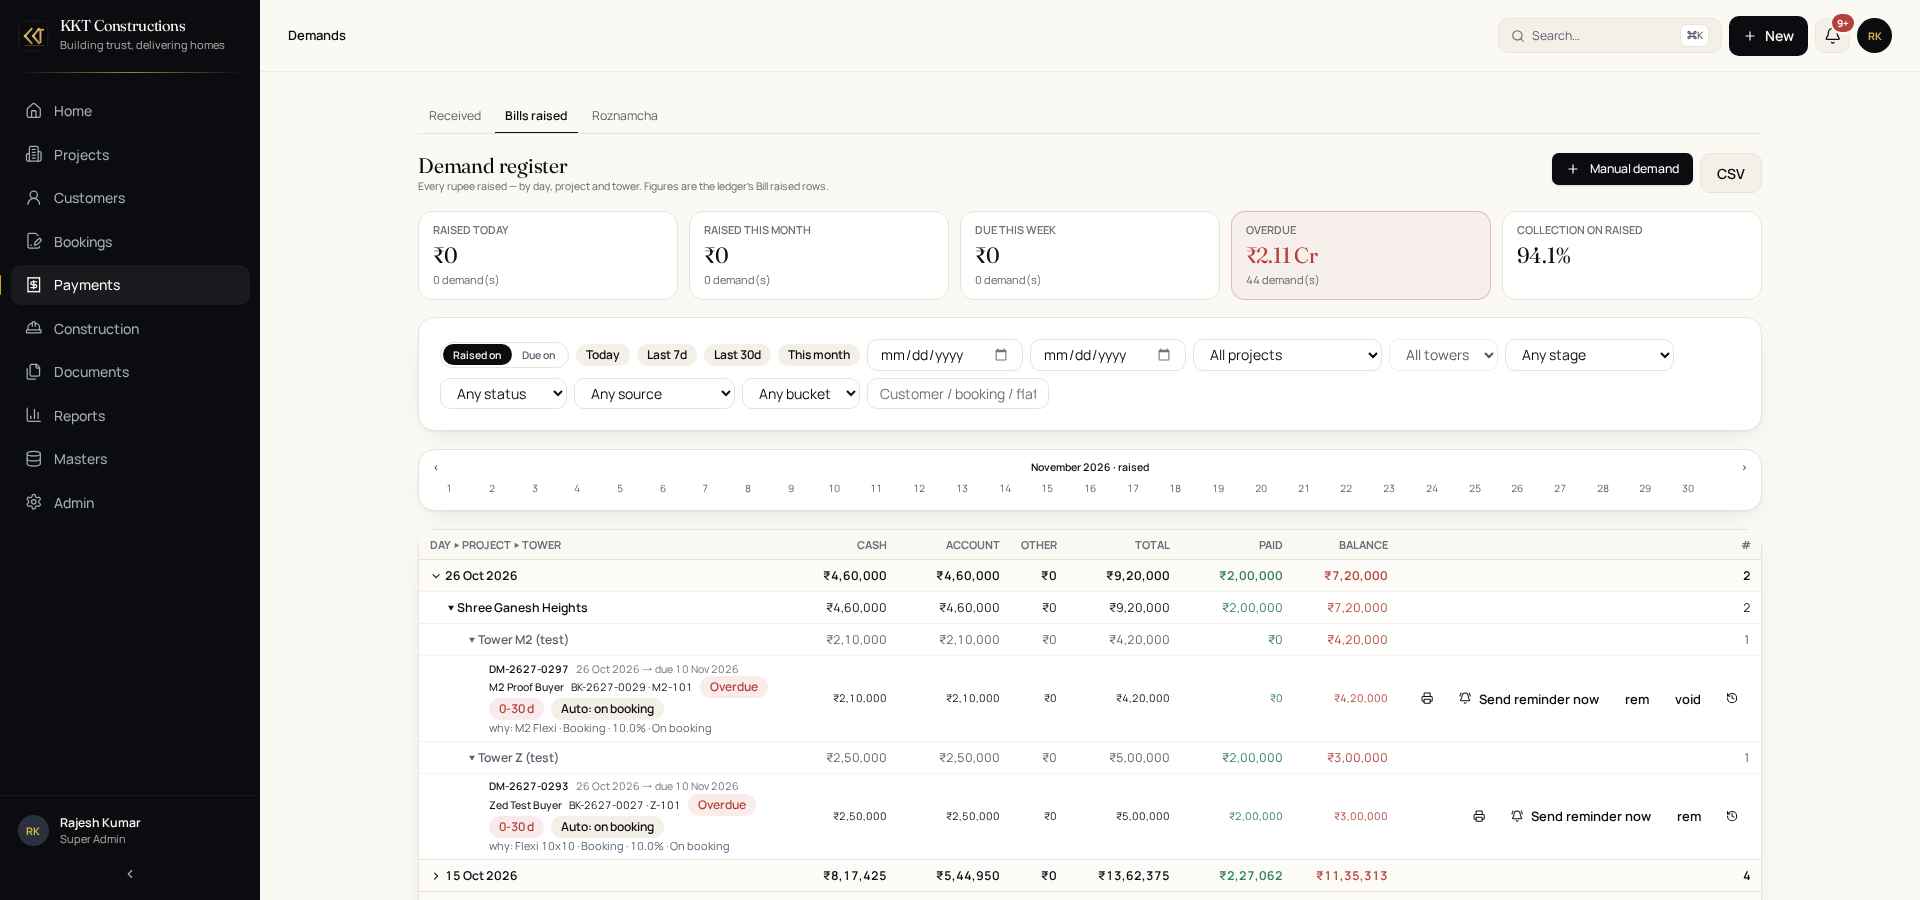 KKT Constructions
Building trust, delivering homes
Home
Projects
Customers
Bookings
Payments
Construction
Documents
Reports
Masters
Admin
RK
Rajesh Kumar
Super Admin
Demands
Search...
⌘K
+ New
9+
RK
Received Bills raised Roznamcha
Demand register
Every rupee raised — by day, project and tower. Figures are the ledger's Bill raised rows.
+ Manual demand
CSV
RAISED TODAY
₹0
0 demand(s)
RAISED THIS MONTH
₹0
0 demand(s)
DUE THIS WEEK
₹0
0 demand(s)
OVERDUE
₹2.11 Cr
44 demand(s)
COLLECTION ON RAISED
94.1%
Raised on Due on Today Last 7d Last 30d This month mm/dd/yyyy mm/dd/yyyy All projects All towers Any stage
Any status Any source Any bucket Customer / booking / flat
‹ November 2026 · raised ›
1 2 3 4 5 6 7 8 9 10 11 12 13 14 15 16 17 18 19 20 21 22 23 24 25 26 27 28 29 30
DAY ▸ PROJECT ▸ TOWER CASH ACCOUNT OTHER TOTAL PAID BALANCE #
26 Oct 2026 ₹4,60,000 ₹4,60,000 ₹0 ₹9,20,000 ₹2,00,000 ₹7,20,000 2
▾ Shree Ganesh Heights ₹4,60,000 ₹4,60,000 ₹0 ₹9,20,000 ₹2,00,000 ₹7,20,000 2
▾ Tower M2 (test) ₹2,10,000 ₹2,10,000 ₹0 ₹4,20,000 ₹0 ₹4,20,000 1
DM-2627-0297 26 Oct 2026 → due 10 Nov 2026
M2 Proof Buyer BK-2627-0029 · M2-101 Overdue
0-30 d Auto: on booking
why: M2 Flexi · Booking · 10.0% · On booking
₹2,10,000 ₹2,10,000 ₹0 ₹4,20,000 ₹0 ₹4,20,000 Send reminder now rem void
▾ Tower Z (test) ₹2,50,000 ₹2,50,000 ₹0 ₹5,00,000 ₹2,00,000 ₹3,00,000 1
DM-2627-0293 26 Oct 2026 → due 10 Nov 2026
Zed Test Buyer BK-2627-0027 · Z-101 Overdue
0-30 d Auto: on booking
why: Flexi 10x10 · Booking · 10.0% · On booking
₹2,50,000 ₹2,50,000 ₹0 ₹5,00,000 ₹2,00,000 ₹3,00,000 Send reminder now rem
15 Oct 2026 ₹8,17,425 ₹5,44,950 ₹0 ₹13,62,375 ₹2,27,062 ₹11,35,313 4